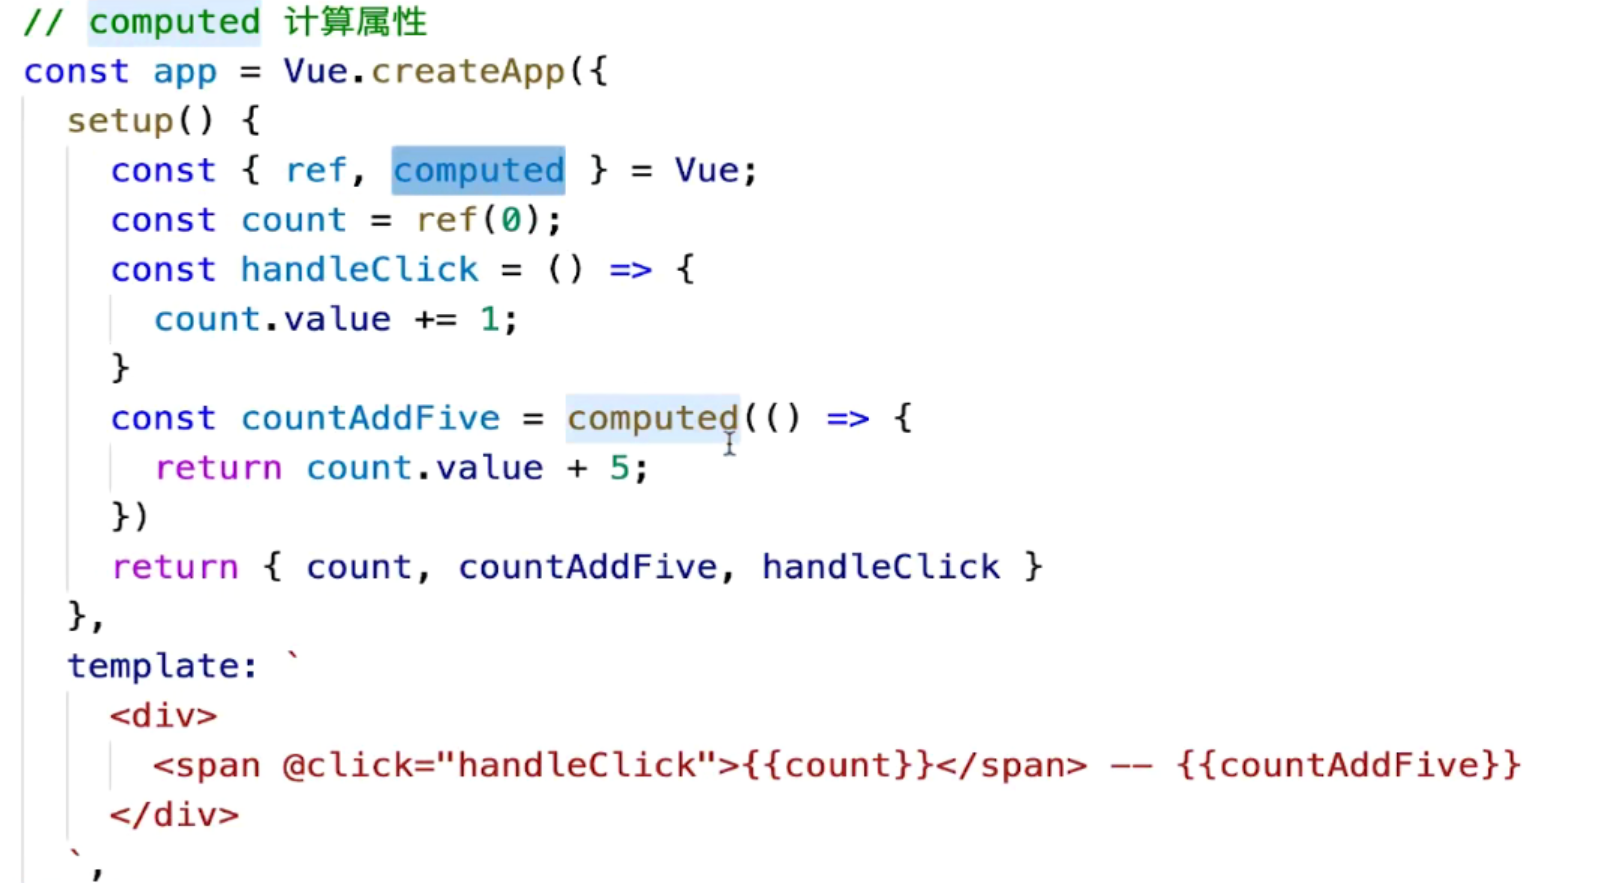 // computed 计算属性
const app = Vue.createApp({
setup() {
const { ref, computed } = Vue;
const count = ref(0);
const handleClick = () => {
count.value += 1;
}
const countAddFive = computed(() => {
return count.value + 5;
})
return { count, countAddFive, handleClick }
},
template: `
<div>
<span @click="handleClick">{{count}}</span> -- {{countAddFive}}
</div>
`,